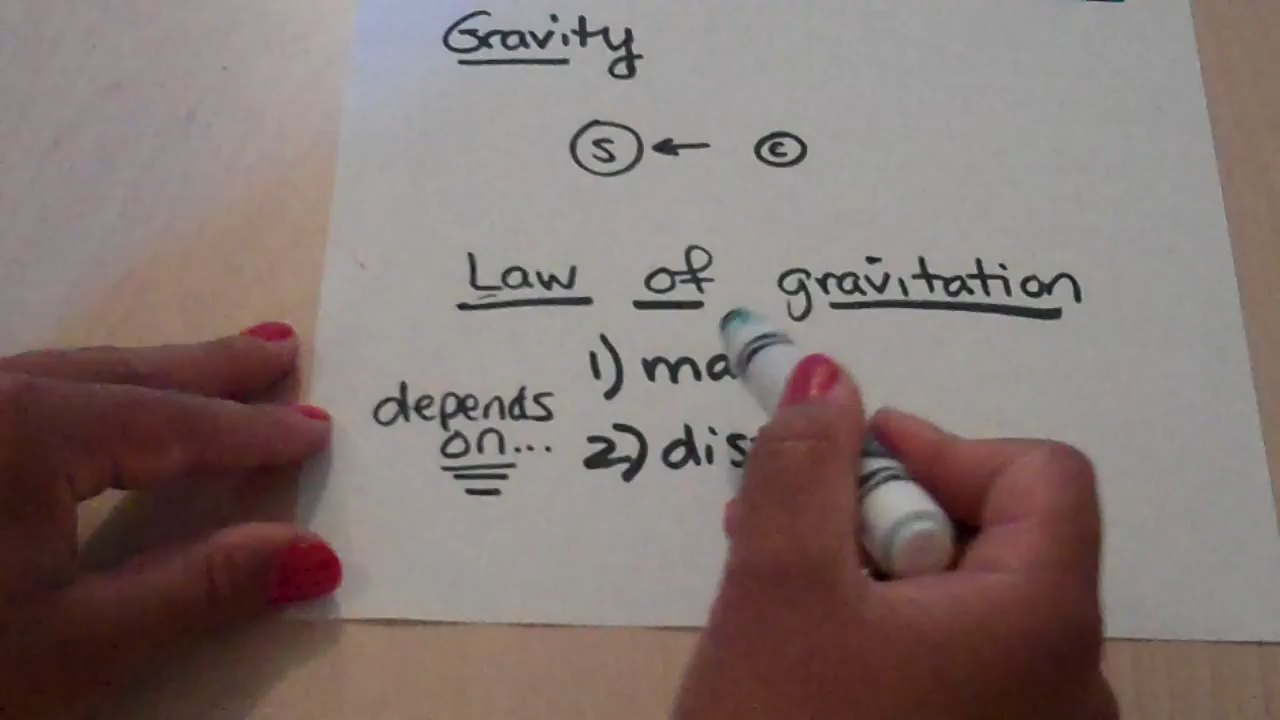 Gravity
S ← E
Law of gravitation
1) ma
depends
on... 2) dis